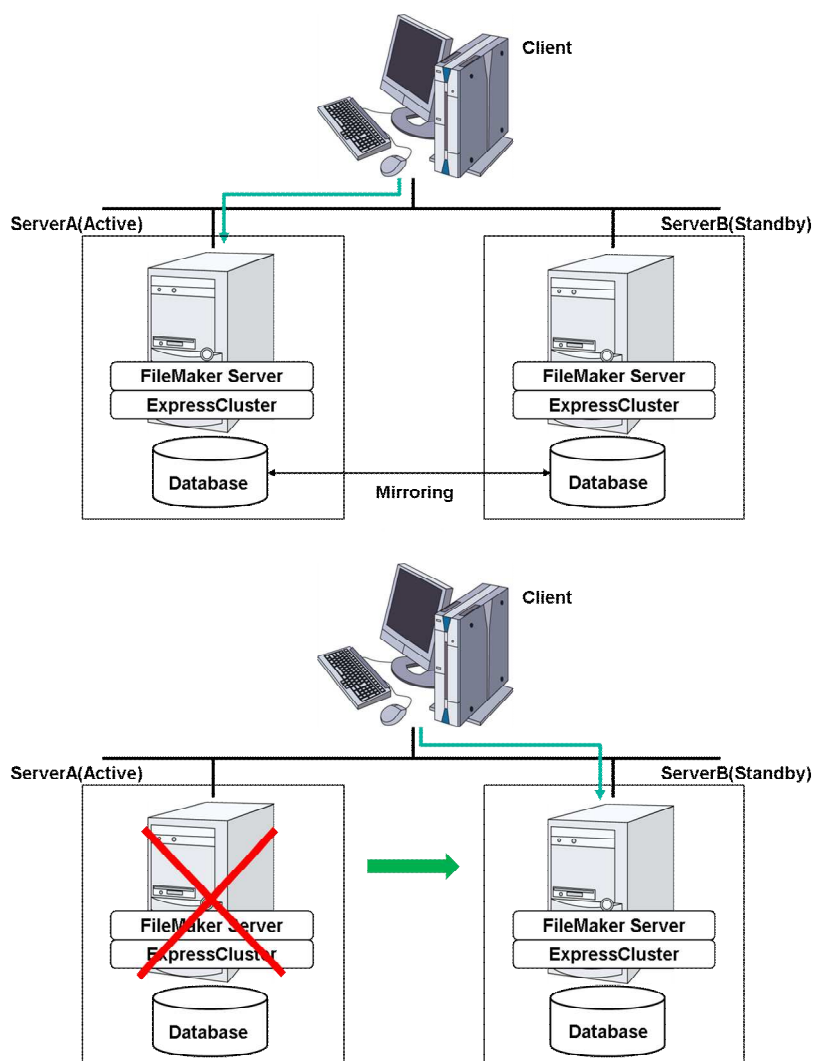 Client
ServerA(Active)
ServerB(Standby)
FileMaker Server
ExpressCluster
Database
FileMaker Server
ExpressCluster
Database
Mirroring
Client
ServerA(Active)
ServerB(Standby)
FileMaker Server
ExpressCluster
Database
FileMaker Server
ExpressCluster
Database